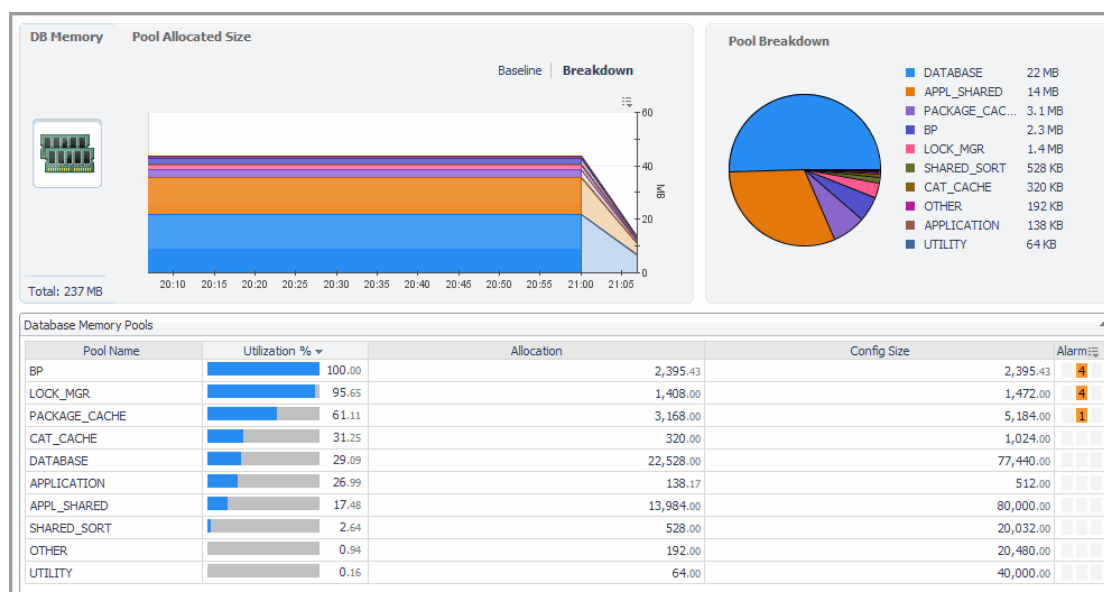 DB Memory
Pool Allocated Size
Baseline | Breakdown
60
40
20
0
MB
20:10 20:15 20:20 20:25 20:30 20:35 20:40 20:45 20:50 20:55 21:00 21:05
Total: 237 MB
Pool Breakdown
DATABASE 22 MB
APPL_SHARED 14 MB
PACKAGE_CAC... 3.1 MB
BP 2.3 MB
LOCK_MGR 1.4 MB
SHARED_SORT 528 KB
CAT_CACHE 320 KB
OTHER 192 KB
APPLICATION 138 KB
UTILITY 64 KB
Database Memory Pools
Pool Name Utilization % Allocation Config Size Alarm
BP 100.00 2,395.43 2,395.43 4
LOCK_MGR 95.65 1,408.00 1,472.00 4
PACKAGE_CACHE 61.11 3,168.00 5,184.00 1
CAT_CACHE 31.25 320.00 1,024.00
DATABASE 29.09 22,528.00 77,440.00
APPLICATION 26.99 138.17 512.00
APPL_SHARED 17.48 13,984.00 80,000.00
SHARED_SORT 2.64 528.00 20,032.00
OTHER 0.94 192.00 20,480.00
UTILITY 0.16 64.00 40,000.00